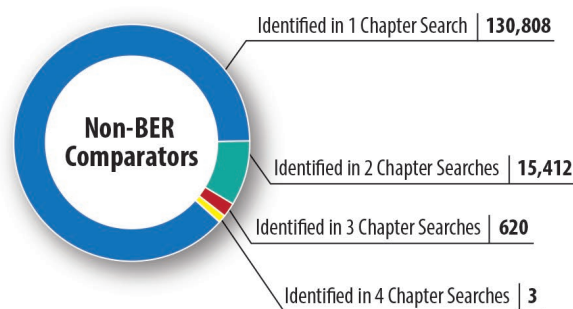 Identified in 1 Chapter Search | 130,808
Non-BER
Comparators
Identified in 2 Chapter Searches | 15,412
Identified in 3 Chapter Searches | 620
Identified in 4 Chapter Searches | 3